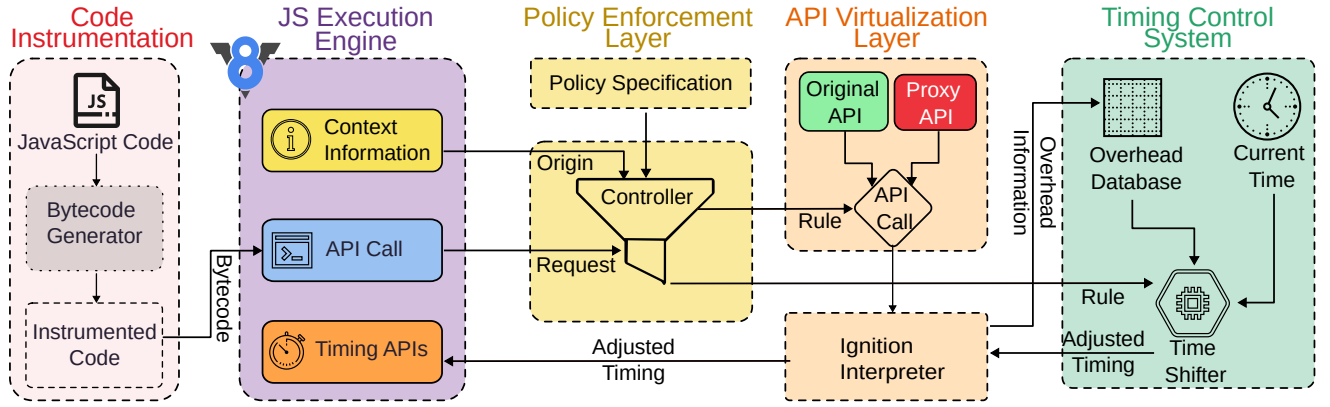 Code
Instrumentation
JS
JavaScript Code
Bytecode
Generator
Instrumented
Code
Bytecode
JS Execution
Engine
8
Context
Information
API Call
Timing APIs
Policy Enforcement
Layer
Policy Specification
Origin
Controller
Request
Adjusted
Timing
API Virtualization
Layer
Original
API
Proxy
API
API
Call
Rule
Ignition
Interpreter
Overhead
Information
Timing Control
System
Overhead
Database
Current
Time
Rule
Adjusted
Timing
Time
Shifter